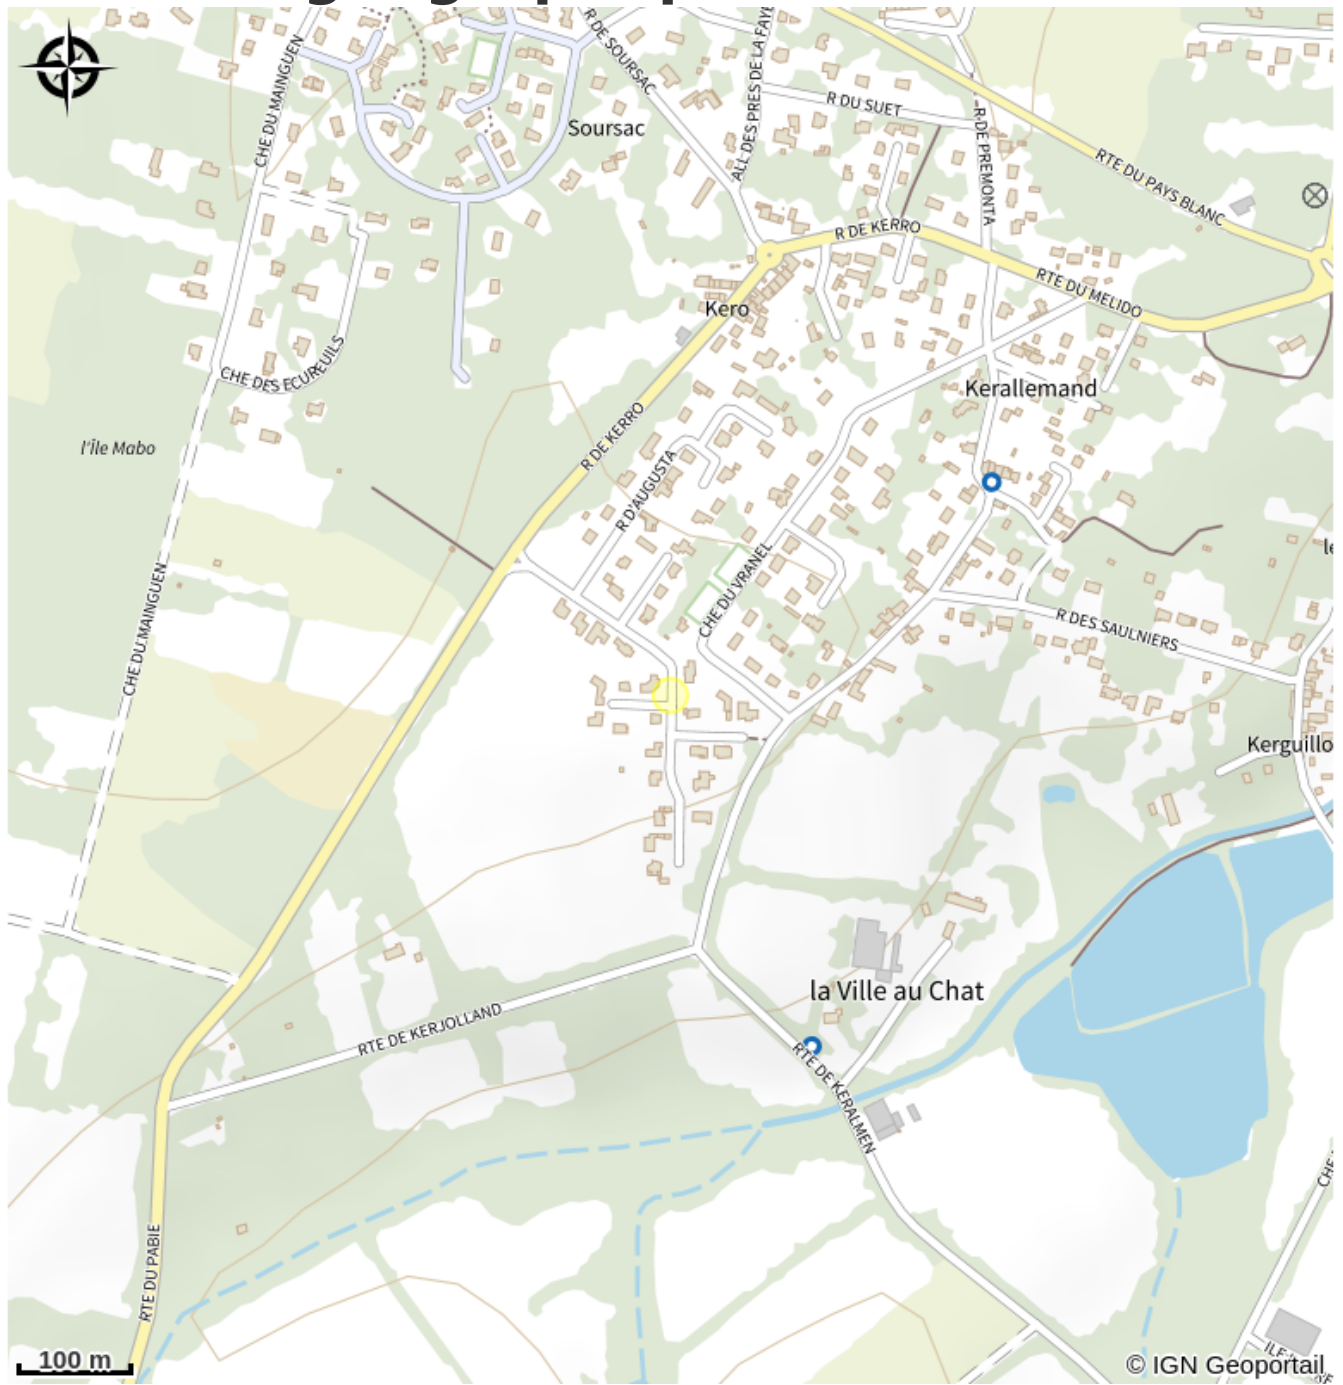 R DE SOURSAC
ALL DES PRES DE LA FAYE
CHE DU MAINGUEN
R DU SUET
Soursac
R DE PREMONTA
RTE DU PAYS BLANC
R DE KERRO
RTE DU MELIDO
Kero
CHE DES ECUREUILS
Kerallemand
R DE KERRO
l'Île Mabo
R D'AUGUSTA
CHE DU VRANEL
CHE DU MAINGUEN
R DES SAULNIERS
Kerguillo
la Ville au Chat
RTE DE KERJOLLAND
RTE DE KERALMEN
RTE DU PABIE
100 m
© IGN Geoportail